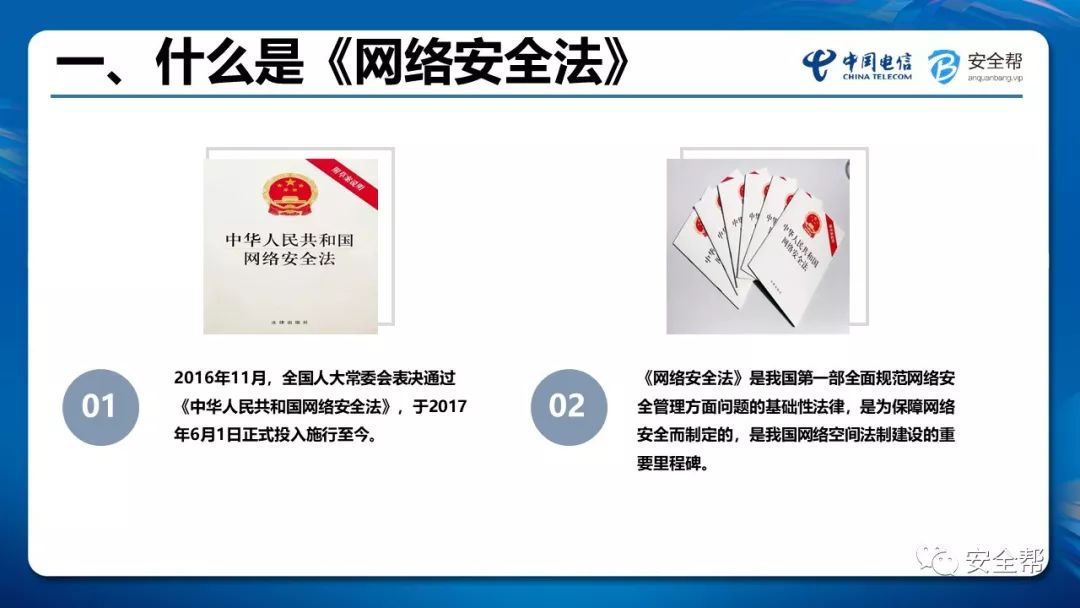 一、什么是《网络安全法》
中国电信
CHINA TELECOM
安全帮
anquanbang.vip
附草案说明
中华人民共和国
网络安全法
法律出版社
中华人民共和国
网络安全法
01
2016年11月，全国人大常委会表决通过
《中华人民共和国网络安全法》，于2017
年6月1日正式投入施行至今。
02
《网络安全法》是我国第一部全面规范网络安
全管理方面问题的基础性法律，是为保障网络
安全而制定的，是我国网络空间法制建设的重
要里程碑。
安全帮